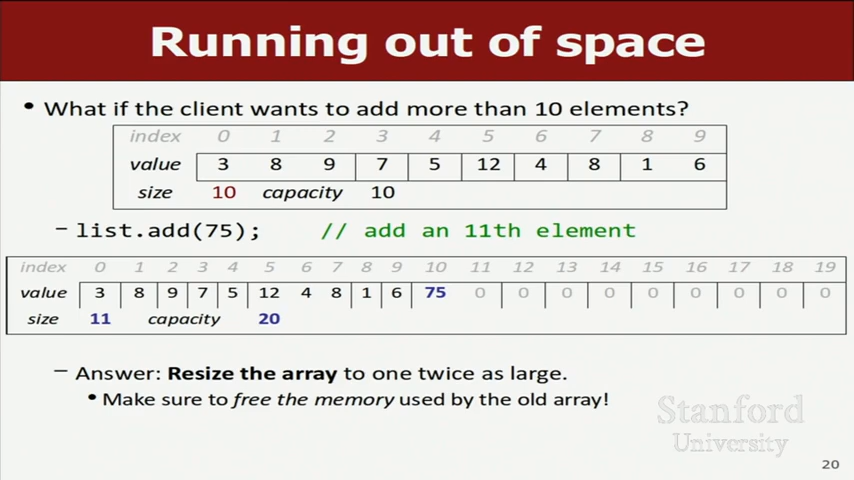 Running out of space
• What if the client wants to add more than 10 elements?
index 0 1 2 3 4 5 6 7 8 9
value 3 8 9 7 5 12 4 8 1 6
size 10 capacity 10
– list.add(75); // add an 11th element
index 0 1 2 3 4 5 6 7 8 9 10 11 12 13 14 15 16 17 18 19
value 3 8 9 7 5 12 4 8 1 6 75 0 0 0 0 0 0 0 0 0
size 11 capacity 20
– Answer: Resize the array to one twice as large.
• Make sure to free the memory used by the old array!
Stanford
University
20